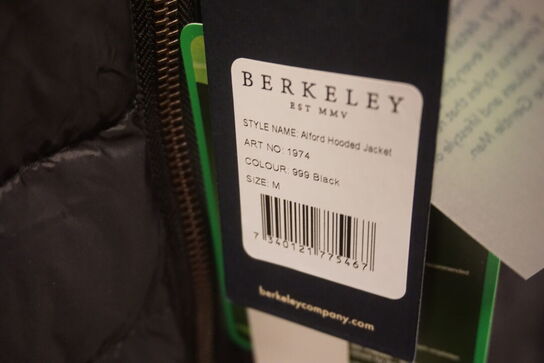 BERKELEY
EST MMV
STYLE NAME: Alford Hooded Jacket
ART NO: 1974
COLOUR: 999 Black
SIZE: M
7 340121 775467
berkeleycompany.com